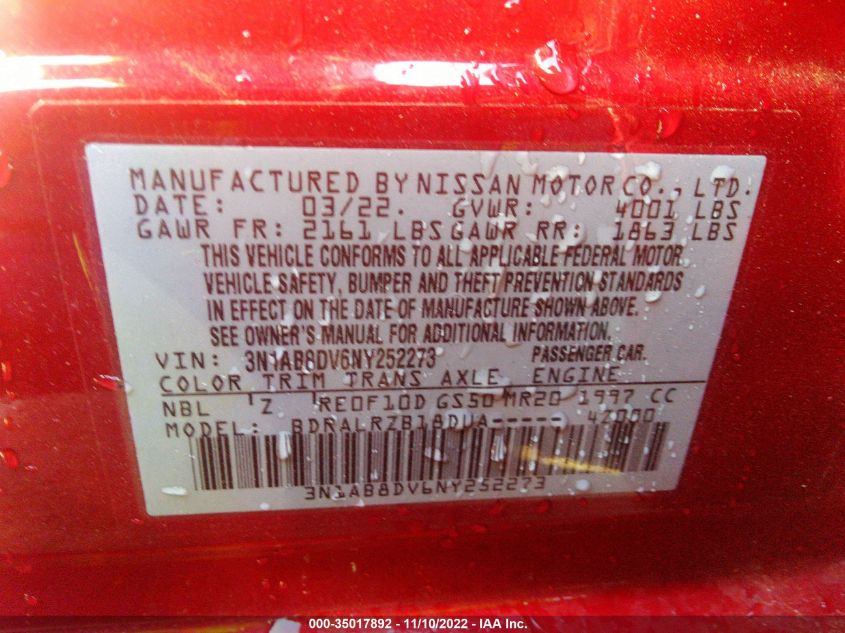 MANUFACTURED BY NISSAN MOTOR CO., LTD.
DATE: 03/22. GVWR: 4001 LBS
GAWR FR: 2161 LBS GAWR RR: 1863 LBS
THIS VEHICLE CONFORMS TO ALL APPLICABLE FEDERAL MOTOR
VEHICLE SAFETY, BUMPER AND THEFT PREVENTION STANDARDS
IN EFFECT ON THE DATE OF MANUFACTURE SHOWN ABOVE.
SEE OWNER'S MANUAL FOR ADDITIONAL INFORMATION.
VIN: 3N1AB8DV6NY252273 PASSENGER CAR.
COLOR TRIM TRANS AXLE ENGINE
NBL Z RE0F10D GS50 MR20 1997 CC
MODEL: BDRALRZB18DUA-----
3N1AB8DV6NY252273
000-35017892 - 11/10/2022 - IAA Inc.